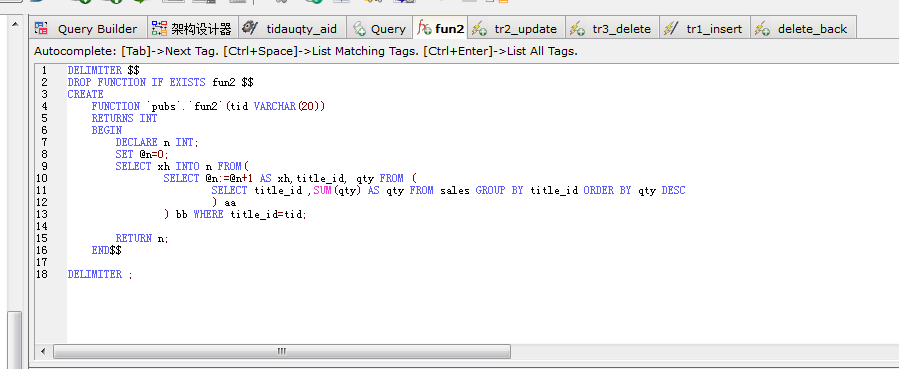 Query Builder 架构设计器 tidauqty_aid Query fun2 tr2_update tr3_delete tr1_insert delete_back
Autocomplete: [Tab]->Next Tag. [Ctrl+Space]->List Matching Tags. [Ctrl+Enter]->List All Tags.
1 DELIMITER $$
2 DROP FUNCTION IF EXISTS fun2 $$
3 CREATE
4 FUNCTION `pubs`.`fun2`(tid VARCHAR(20))
5 RETURNS INT
6 BEGIN
7 DECLARE n INT;
8 SET @n=0;
9 SELECT xh INTO n FROM(
10 SELECT @n:=@n+1 AS xh,title_id, qty FROM (
11 SELECT title_id ,SUM(qty) AS qty FROM sales GROUP BY title_id ORDER BY qty DESC
12 ) aa
13 ) bb WHERE title_id=tid;
14
15 RETURN n;
16 END$$
17
18 DELIMITER ;